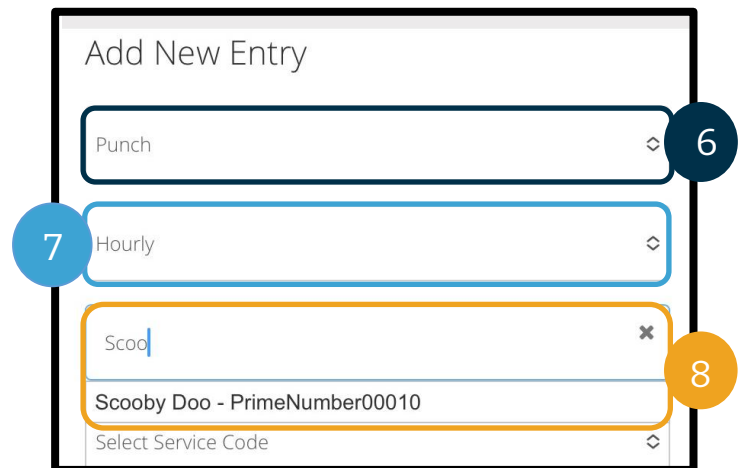 Add New Entry
Punch
6
7
Hourly
Scoo
8
Scooby Doo - PrimeNumber00010
Select Service Code